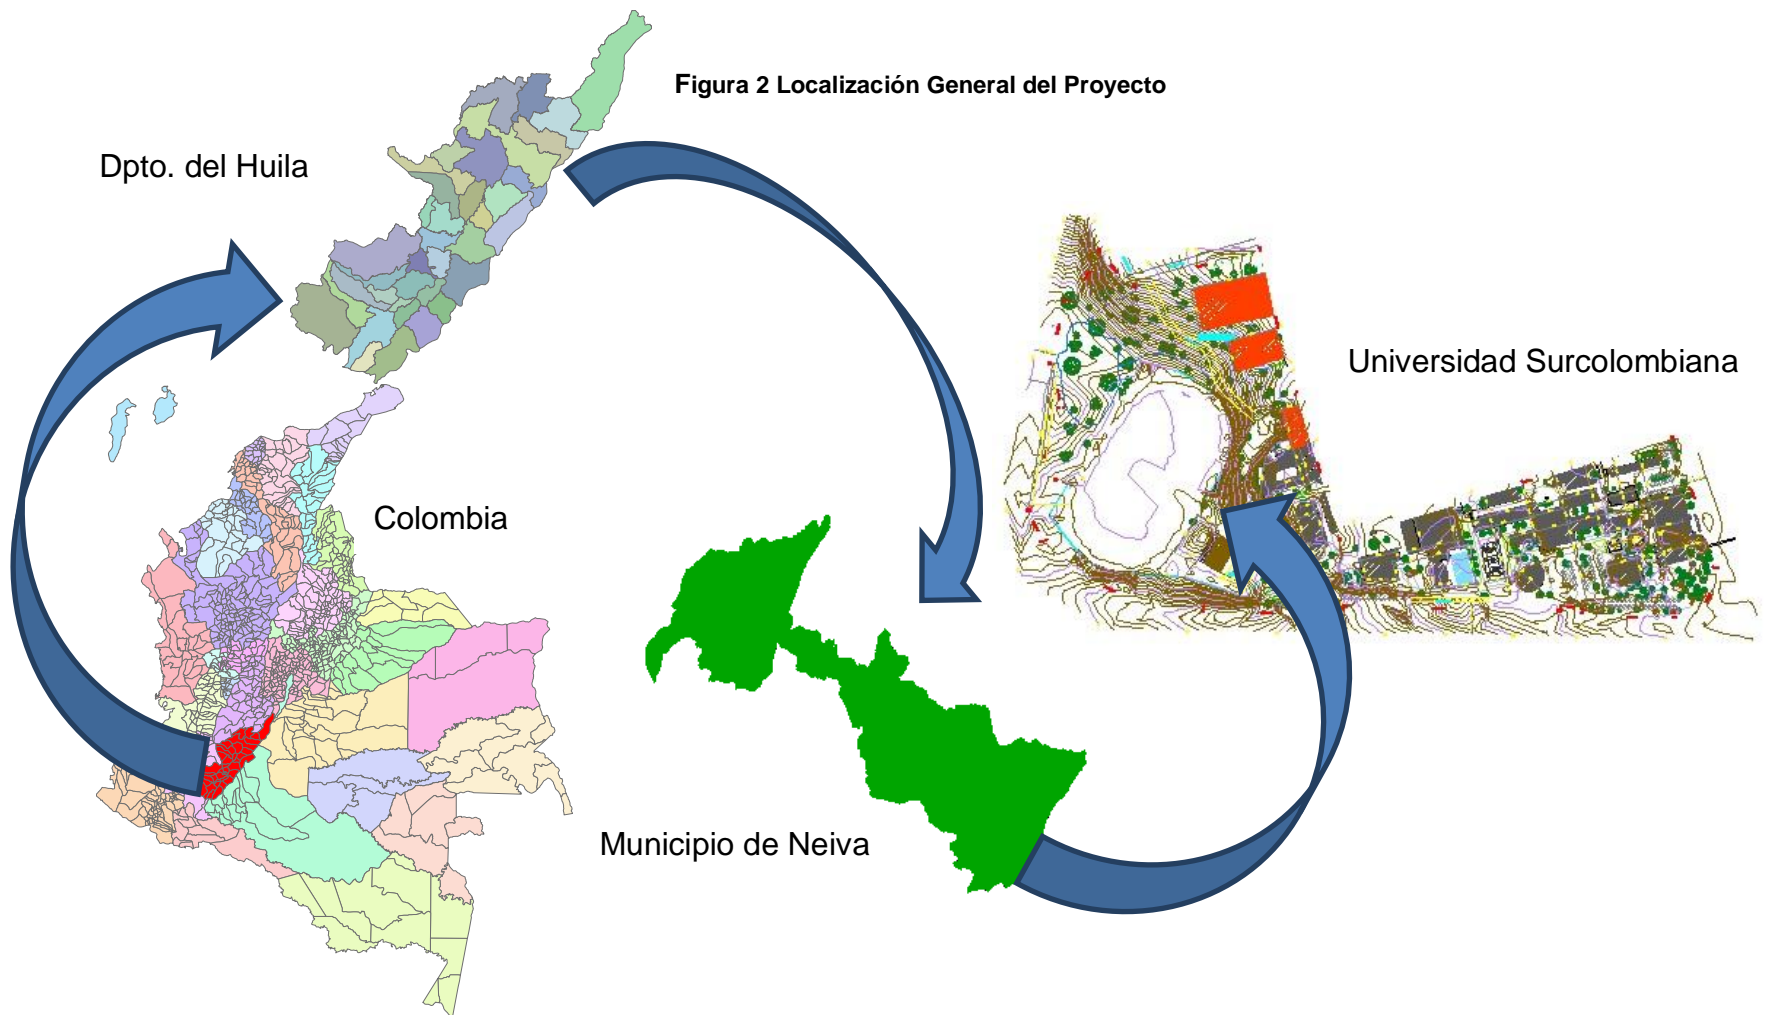 Figura 2 Localización General del Proyecto
Dpto. del Huila
Universidad Surcolombiana
Colombia
Municipio de Neiva